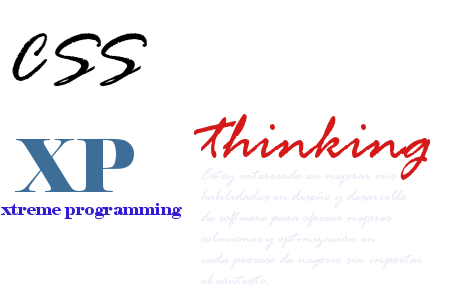 CSS
XP
xtreme programming
thinking
Estoy interesado en mejorar mis
habilidades en diseño y desarrollo
de software para ofrecer mejores
soluciones y optimización en
cada proceso de negocio sin importar
el contexto.